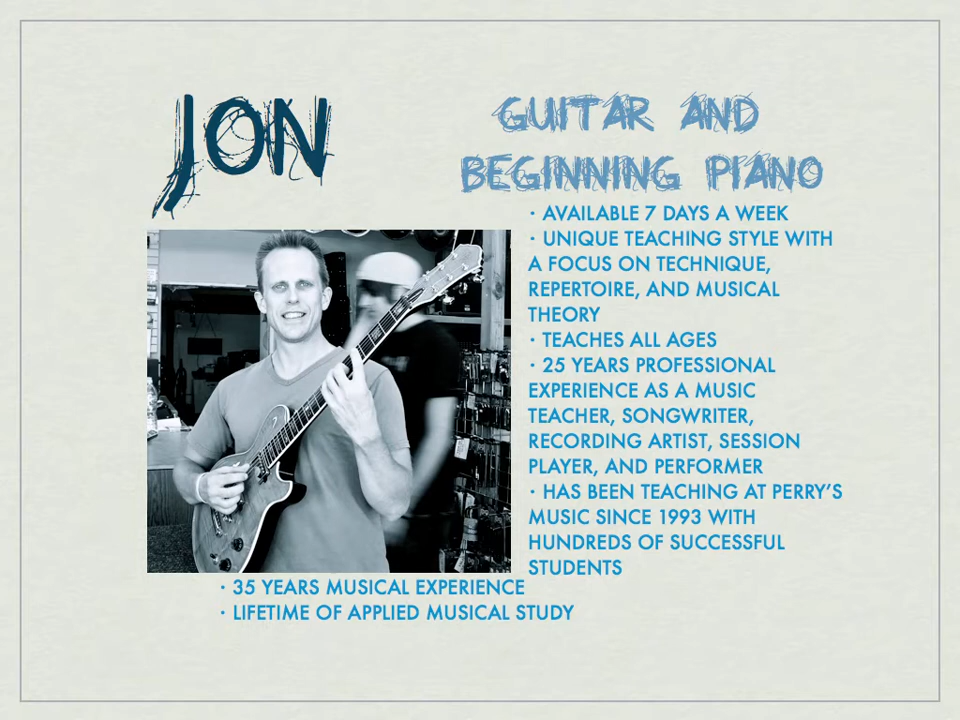 JON
GUITAR AND
BEGINNING PIANO
· AVAILABLE 7 DAYS A WEEK
· UNIQUE TEACHING STYLE WITH
A FOCUS ON TECHNIQUE,
REPERTOIRE, AND MUSICAL
THEORY
· TEACHES ALL AGES
· 25 YEARS PROFESSIONAL
EXPERIENCE AS A MUSIC
TEACHER, SONGWRITER,
RECORDING ARTIST, SESSION
PLAYER, AND PERFORMER
· HAS BEEN TEACHING AT PERRY’S
MUSIC SINCE 1993 WITH
HUNDREDS OF SUCCESSFUL
STUDENTS
· 35 YEARS MUSICAL EXPERIENCE
· LIFETIME OF APPLIED MUSICAL STUDY